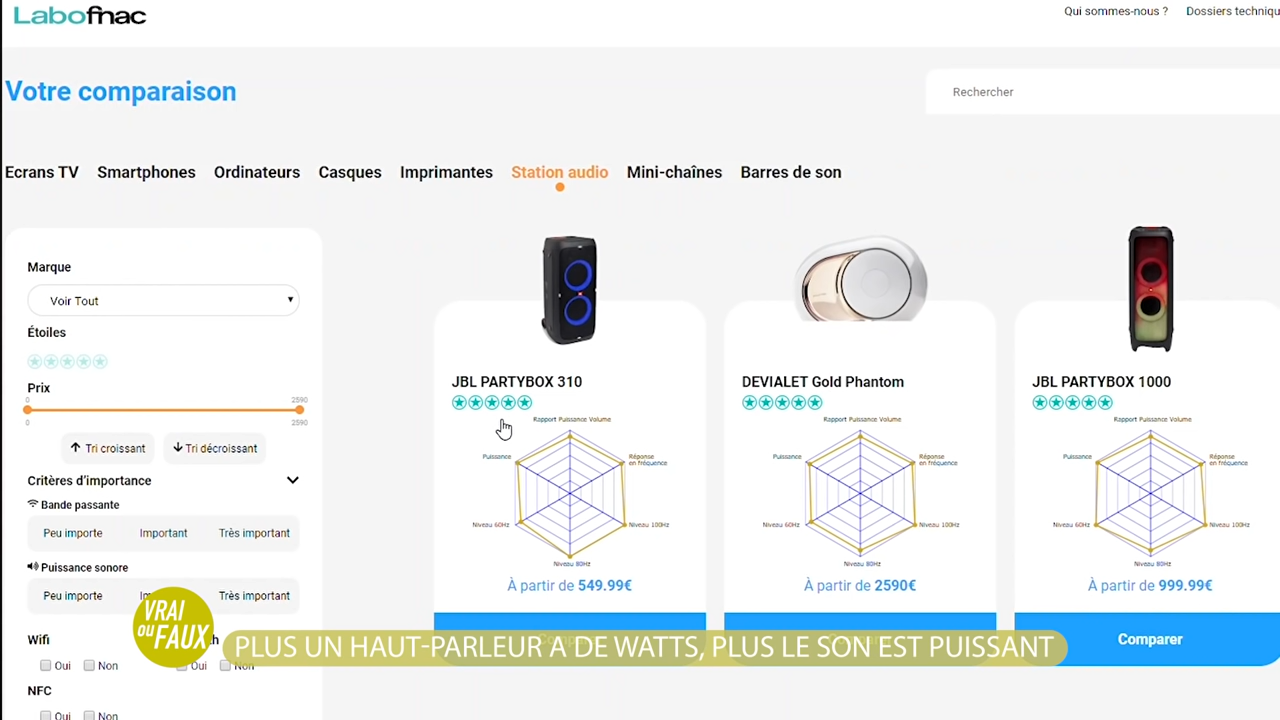 Labofnac
Qui sommes-nous ? Dossiers techniqu
Votre comparaison
Rechercher
Ecrans TV Smartphones Ordinateurs Casques Imprimantes Station audio Mini-chaînes Barres de son
Marque
Voir Tout
Étoiles
Prix
0 2590
0 2590
Tri croissant Tri décroissant
Critères d'importance
Bande passante
Peu importe Important Très important
Puissance sonore
Peu importe Très important
Wifi
Oui Non Oui Non
NFC
Oui Non
JBL PARTYBOX 310
Rapport Puissance Volume
Puissance
Réponse
en fréquence
Niveau 60Hz
Niveau 100Hz
Niveau 80Hz
À partir de 549.99€
DEVIALET Gold Phantom
Rapport Puissance Volume
Puissance
Réponse
en fréquence
Niveau 60Hz
Niveau 100Hz
Niveau 80Hz
À partir de 2590€
JBL PARTYBOX 1000
Rapport Puissance Volume
Puissance
Réponse
en fréquence
Niveau 60Hz
Niveau 100Hz
Niveau 80Hz
À partir de 999.99€
Comparer
VRAI
OU FAUX
PLUS UN HAUT-PARLEUR A DE WATTS, PLUS LE SON EST PUISSANT